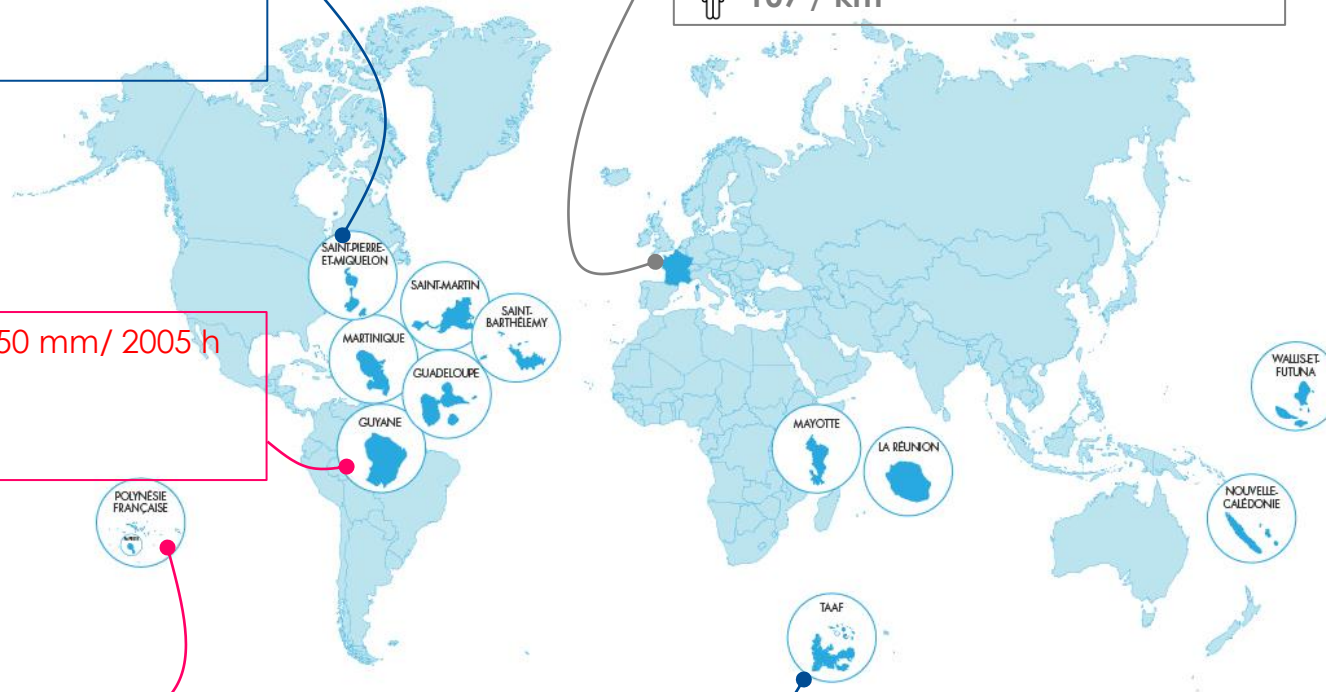 SAINT-PIERRE-
ET-MIQUELON
SAINT-MARTIN
SAINT-
BARTHÉLEMY
MARTINIQUE
GUADELOUPE
50 mm/ 2005 h
GUYANE
POLYNÉSIE
FRANÇAISE
MAYOTTE
LA RÉUNION
WALLIS-ET-
FUTUNA
NOUVELLE-
CALÉDONIE
TAAF